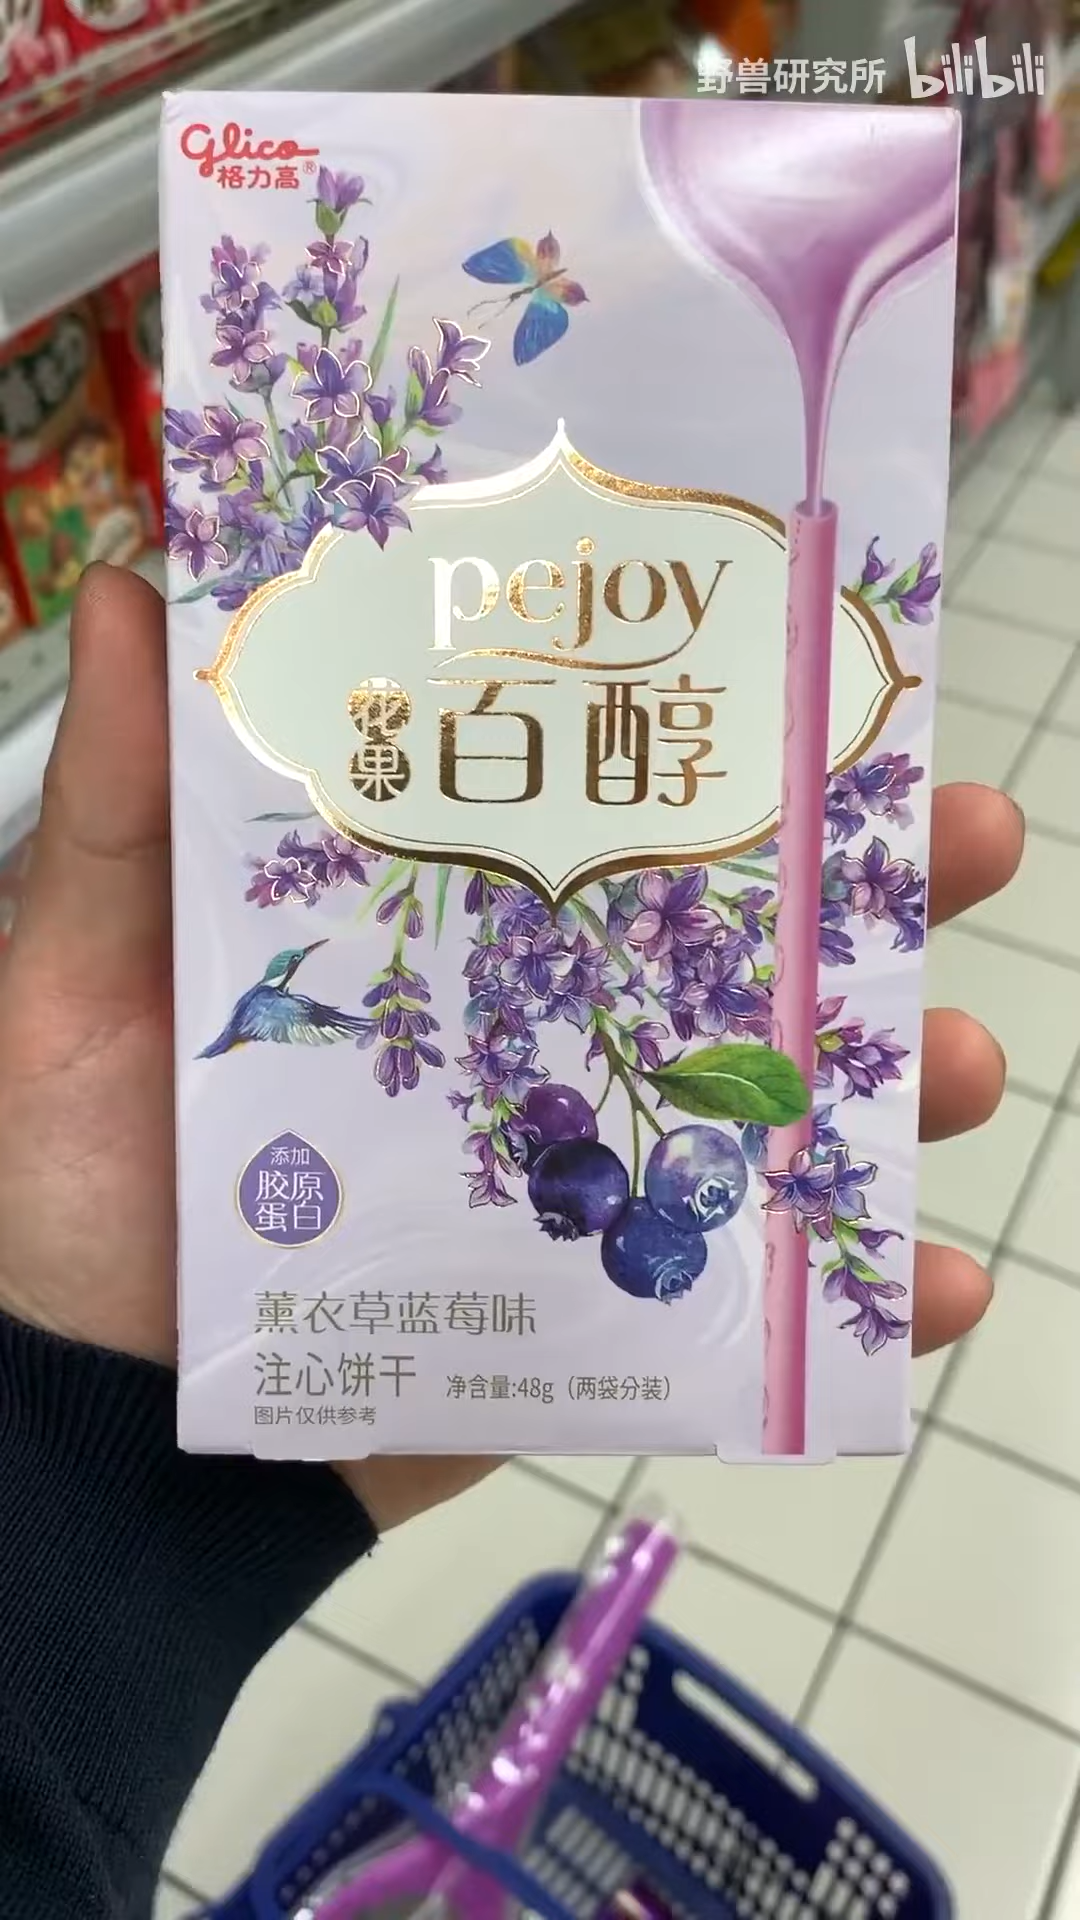 野兽研究所 bilibili
Glico
格力高®
pejoy
花果 百醇
添加
胶原
蛋白
薰衣草蓝莓味
注心饼干 净含量:48g（两袋分装）
图片仅供参考